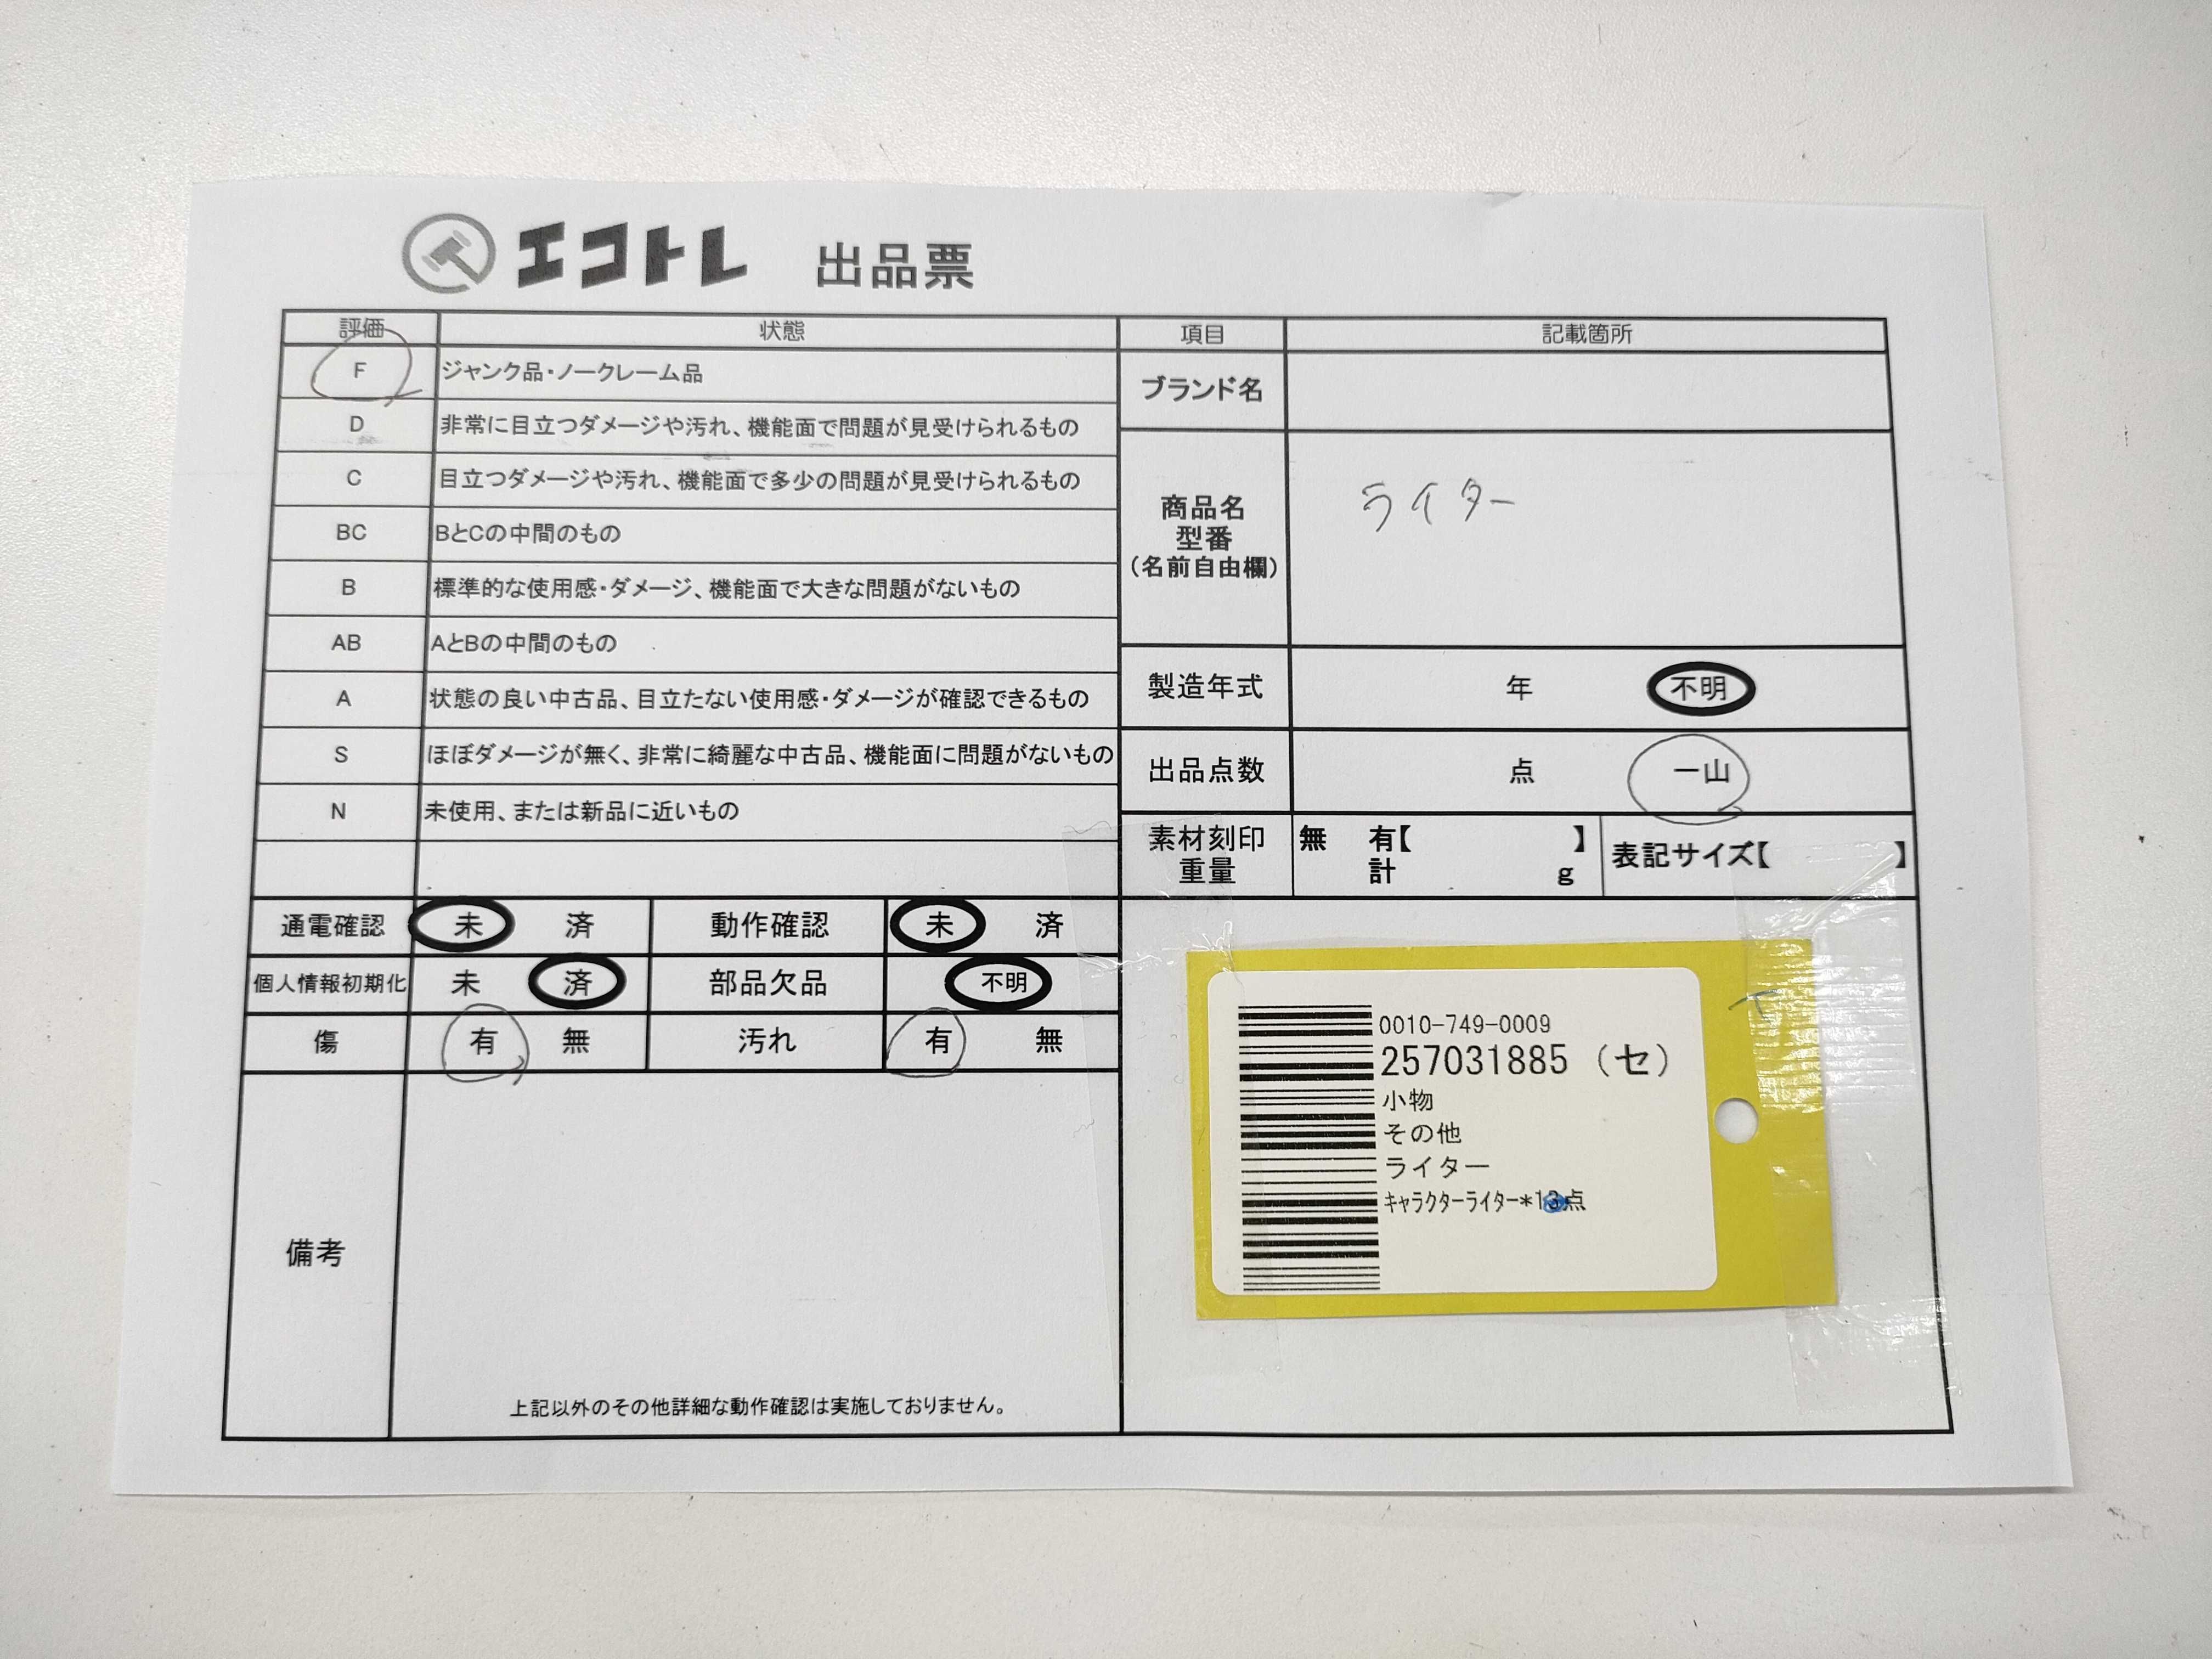 エコトレ 出品票
評価 状態
F ジャンク品・ノークレーム品
D 非常に目立つダメージや汚れ、機能面で問題が見受けられるもの
C 目立つダメージや汚れ、機能面で多少の問題が見受けられるもの
BC BとCの中間のもの
B 標準的な使用感・ダメージ、機能面で大きな問題がないもの
AB AとBの中間のもの
A 状態の良い中古品、目立たない使用感・ダメージが確認できるもの
S ほぼダメージが無く、非常に綺麗な中古品、機能面に問題がないもの
N 未使用、または新品に近いもの
通電確認 未 済 動作確認 未 済
個人情報初期化 未 済 部品欠品 不明
傷 有 無 汚れ 有 無
備考
上記以外のその他詳細な動作確認は実施しておりません。
項目 記載箇所
ブランド名
商品名
型番
(名前自由欄)
ライター
製造年式 年 不明
出品点数 点 一山
素材刻印 無 有【 】
重量 計 g
表記サイズ【 】
0010-749-0009
257031885 (セ)
小物
その他
ライター
キャラクターライター*1 点